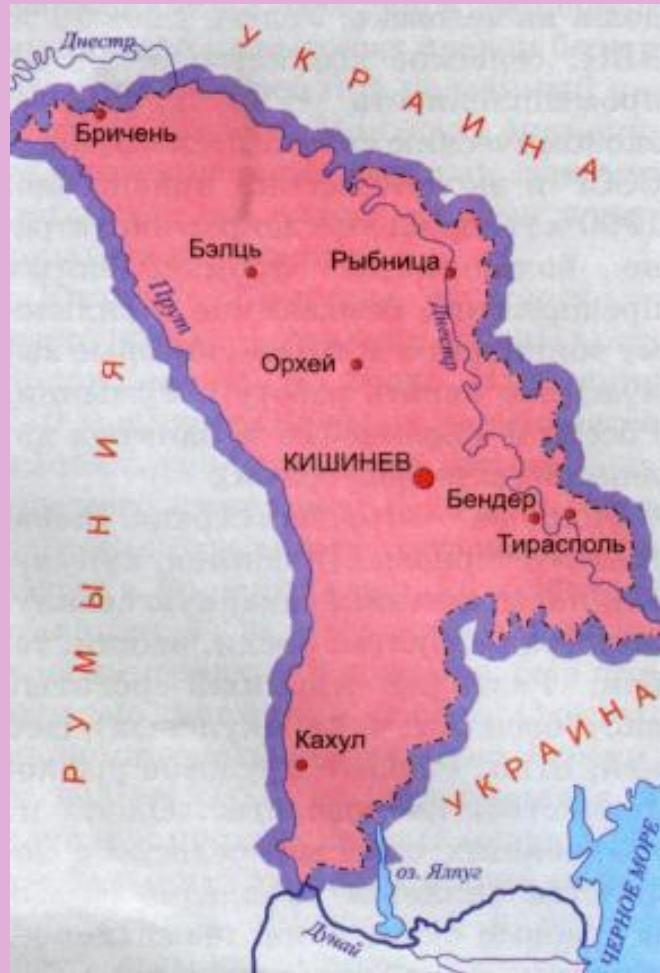 Днестр
УКРАИНА
Бричень
Бэлць
Рыбница
Прут
Днестр
Орхей
РУМЫНИЯ
КИШИНЕВ
Бендер
Тирасполь
Кахул
УКРАИНА
оз. Ялпуг
Дунай
ЧЕРНОЕ МОРЕ